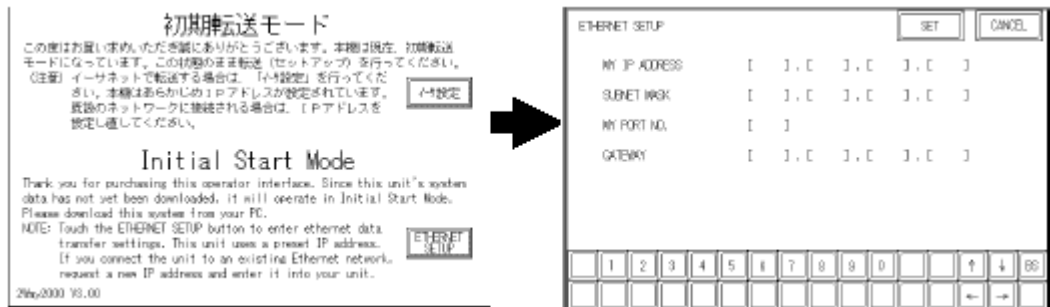 初期転送モード
この度はお買い求めいただき誠にありがとうございます。本機は現在、初期転送
モードになっています。この状態のまま転送（セットアップ）を行ってください。
（注意）イーサネットで転送する場合は、「イーサ設定」を行ってくだ
さい。本機はあらかじめIPアドレスが設定されています。
既設のネットワークに接続される場合は、IPアドレスを
設定し直してください。
イーサ設定
Initial Start Mode
Thank you for purchasing this operator interface. Since this unit's system
data has not yet been downloaded, it will operate in Initial Start Mode.
Please download this system from your PC.
NOTE: Touch the ETHERNET SETUP button to enter ethernet data
transfer settings. This unit uses a preset IP address.
If you connect the unit to an existing Ethernet network,
request a new IP address and enter it into your unit.
ETHERNET
SETUP
2May2000 V3.00
ETHERNET SETUP SET CANCEL
MY IP ADDRESS [ ].[ ].[ ].[ ]
SUBNET MASK [ ].[ ].[ ].[ ]
MY PORT NO. [ ]
GATEWAY [ ].[ ].[ ].[ ]
1 2 3 4 5 6 7 8 9 0 ↑ ↓ BS
← →